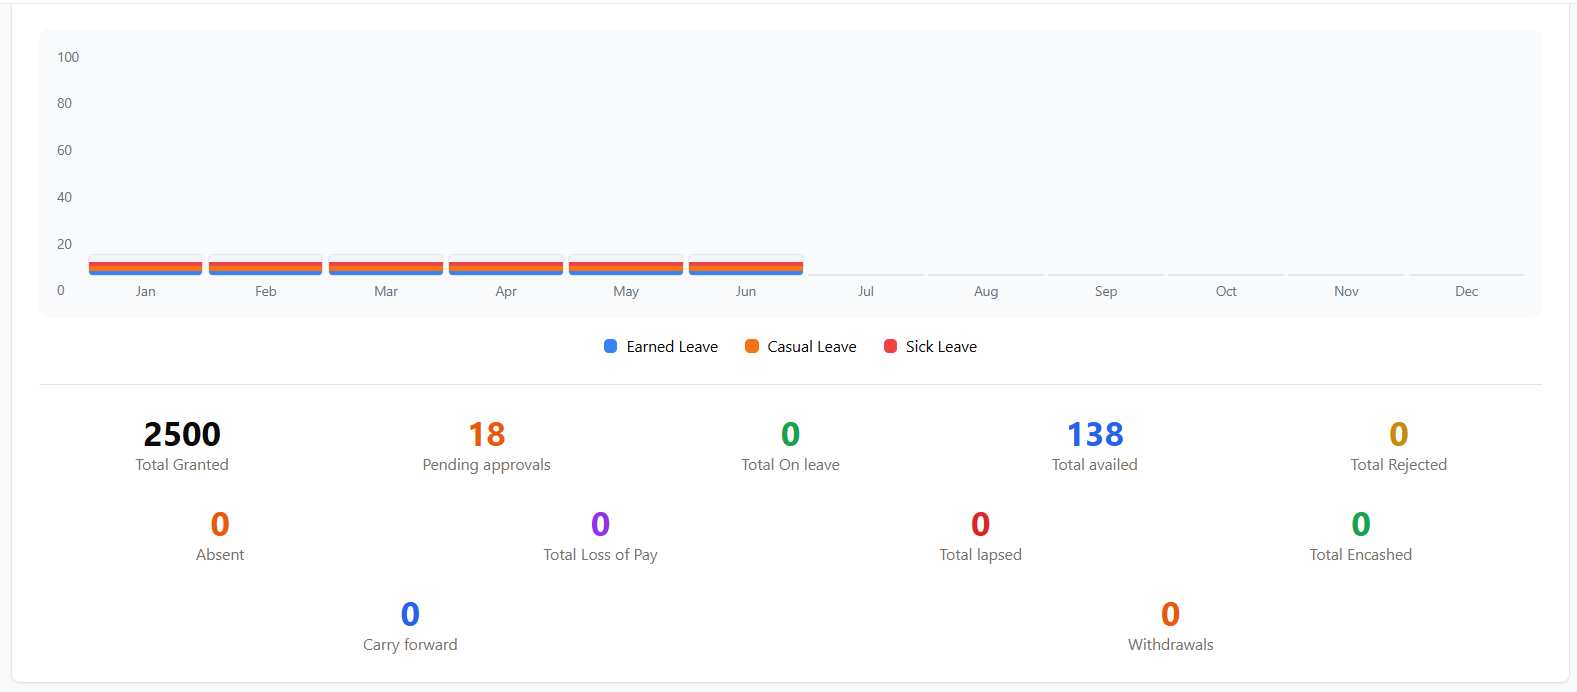 100
80
60
40
20
0
Jan Feb Mar Apr May Jun Jul Aug Sep Oct Nov Dec
Earned Leave Casual Leave Sick Leave
2500 18 0 138 0
Total Granted Pending approvals Total On leave Total availed Total Rejected
0 0 0 0
Absent Total Loss of Pay Total lapsed Total Encashed
0 0
Carry forward Withdrawals